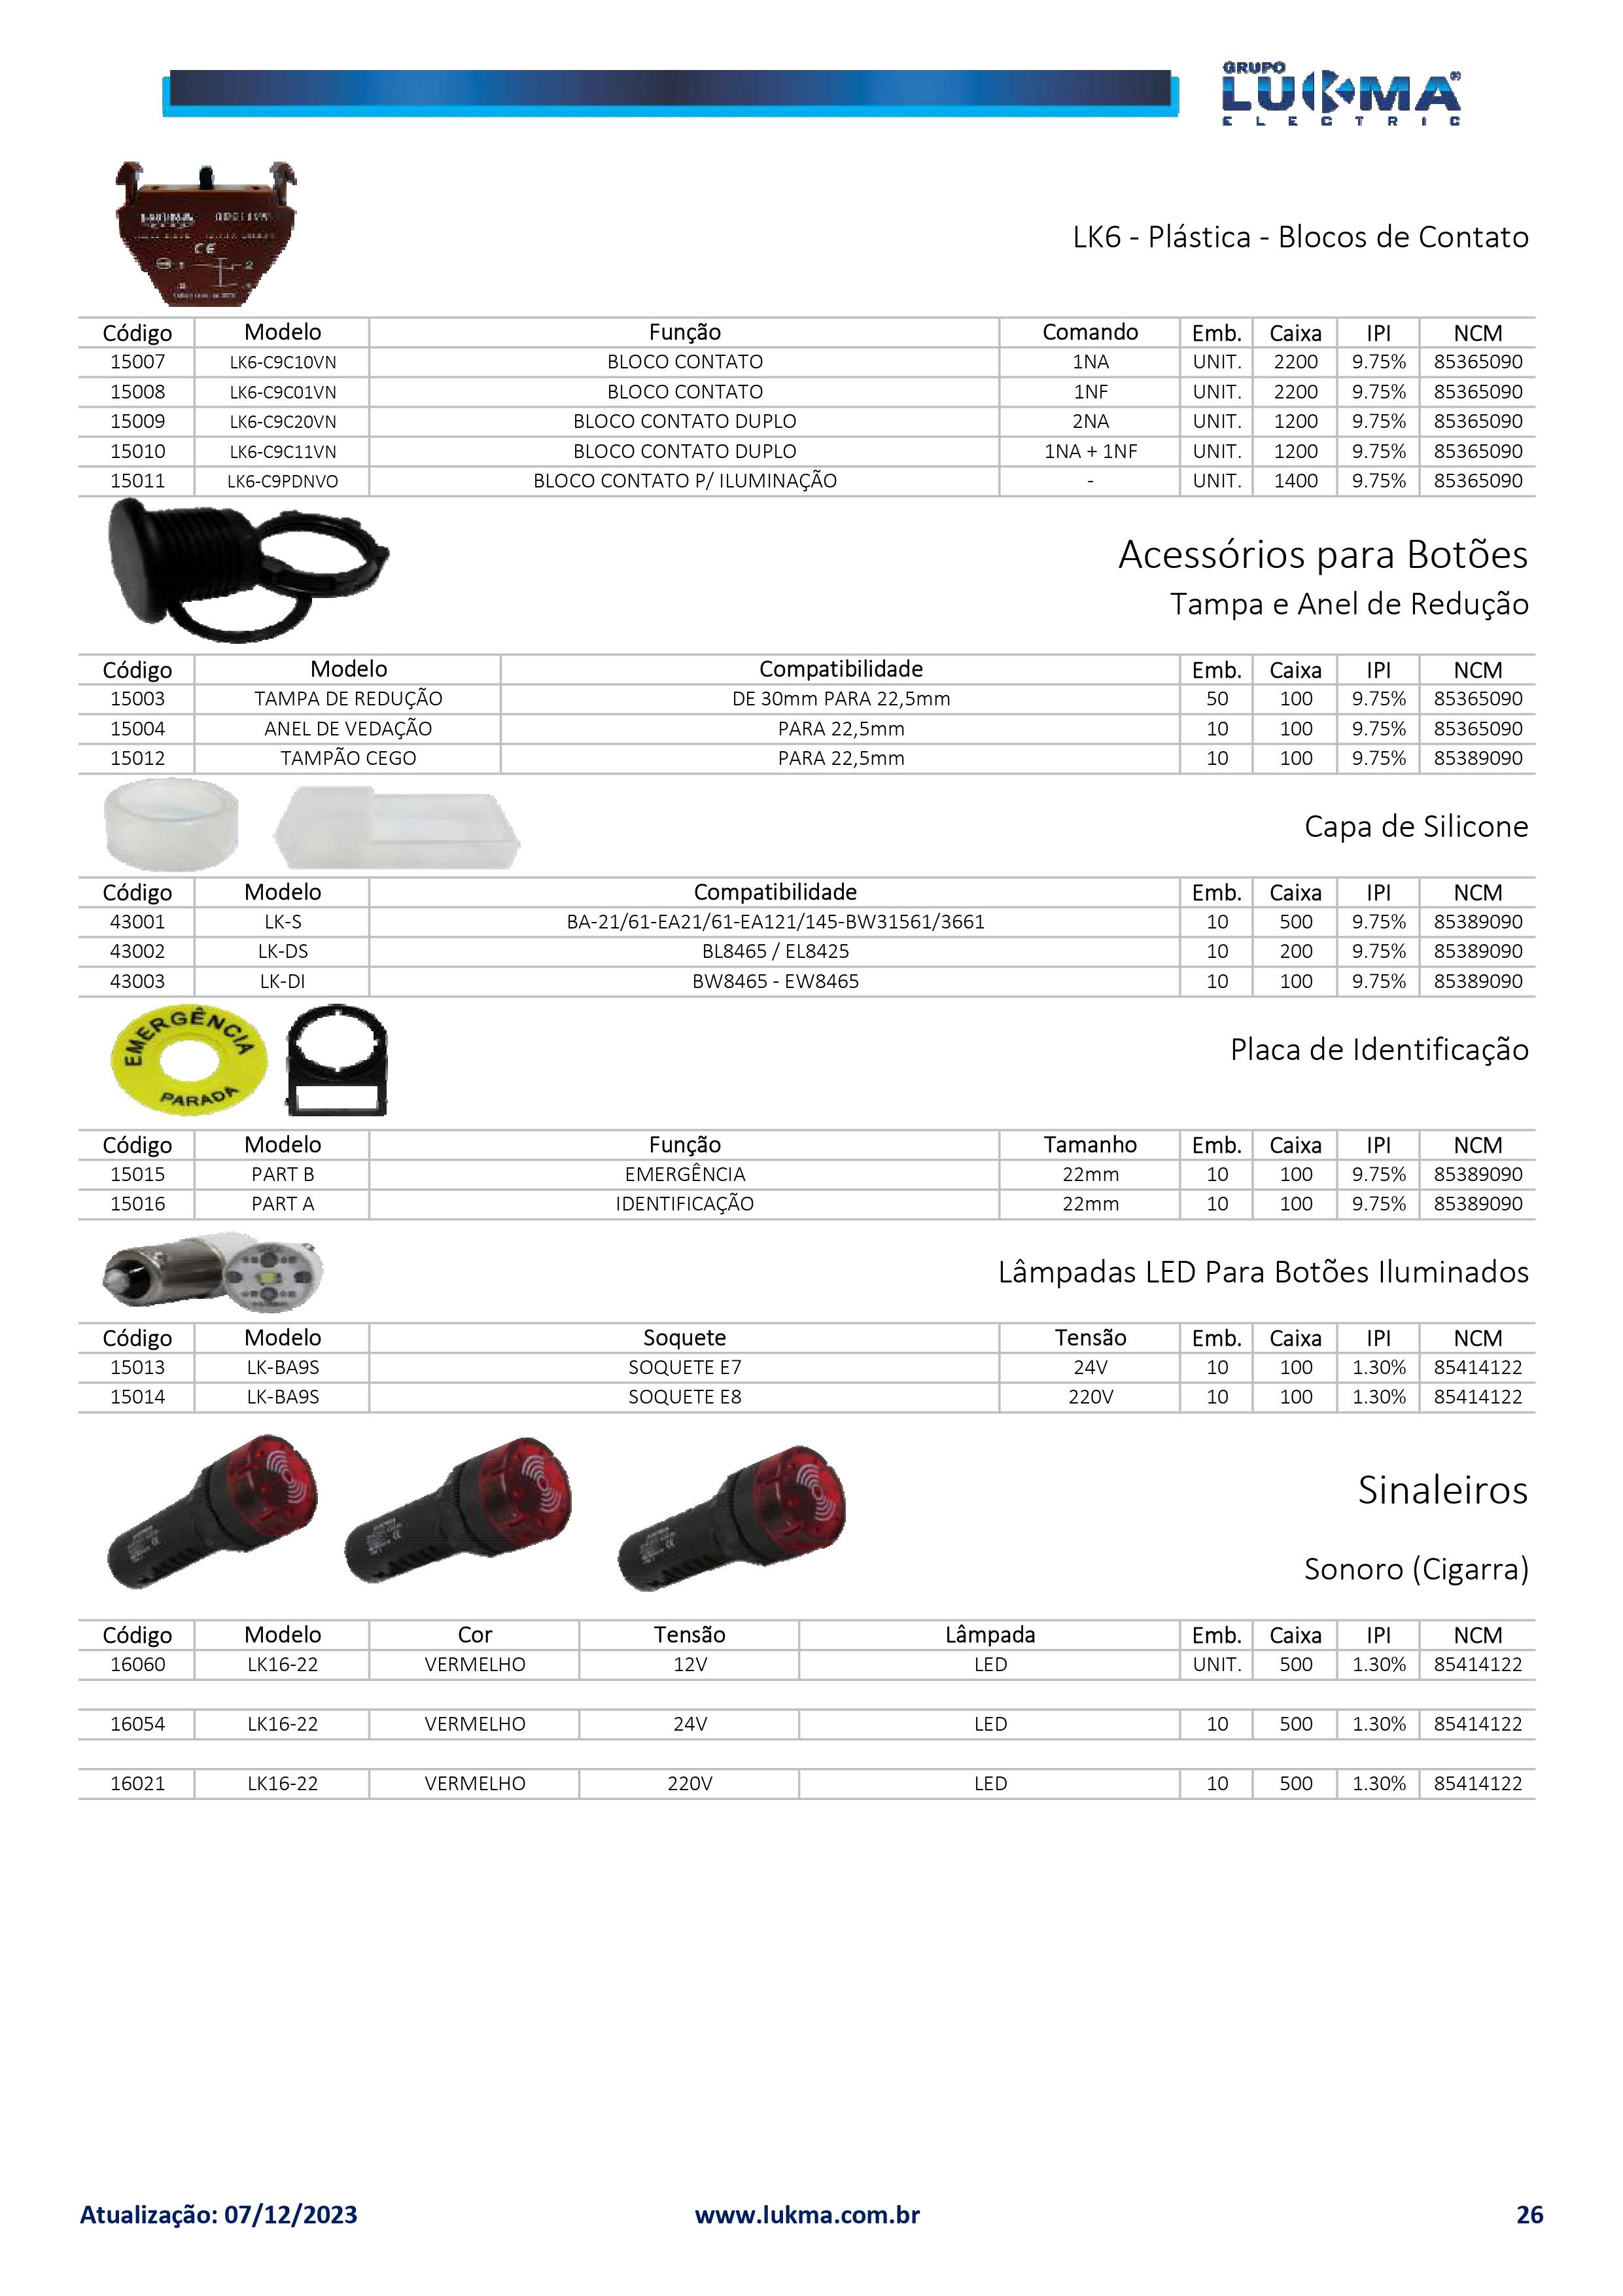 GRUPO
LUKMA®
ELECTRIC
LK6 - Plástica - Blocos de Contato
Código Modelo Função Comando Emb. Caixa IPI NCM
15007 LK6-C9C10VN BLOCO CONTATO 1NA UNIT. 2200 9.75% 85365090
15008 LK6-C9C01VN BLOCO CONTATO 1NF UNIT. 2200 9.75% 85365090
15009 LK6-C9C20VN BLOCO CONTATO DUPLO 2NA UNIT. 1200 9.75% 85365090
15010 LK6-C9C11VN BLOCO CONTATO DUPLO 1NA + 1NF UNIT. 1200 9.75% 85365090
15011 LK6-C9PDNVO BLOCO CONTATO P/ ILUMINAÇÃO - UNIT. 1400 9.75% 85365090
Acessórios para Botões
Tampa e Anel de Redução
Código Modelo Compatibilidade Emb. Caixa IPI NCM
15003 TAMPA DE REDUÇÃO DE 30mm PARA 22,5mm 50 100 9.75% 85365090
15004 ANEL DE VEDAÇÃO PARA 22,5mm 10 100 9.75% 85365090
15012 TAMPÃO CEGO PARA 22,5mm 10 100 9.75% 85389090
Capa de Silicone
Código Modelo Compatibilidade Emb. Caixa IPI NCM
43001 LK-S BA-21/61-EA21/61-EA121/145-BW31561/3661 10 500 9.75% 85389090
43002 LK-DS BL8465 / EL8425 10 200 9.75% 85389090
43003 LK-DI BW8465 - EW8465 10 100 9.75% 85389090
EMERGÊNCIA
PARADA
Placa de Identificação
Código Modelo Função Tamanho Emb. Caixa IPI NCM
15015 PART B EMERGÊNCIA 22mm 10 100 9.75% 85389090
15016 PART A IDENTIFICAÇÃO 22mm 10 100 9.75% 85389090
Lâmpadas LED Para Botões Iluminados
Código Modelo Soquete Tensão Emb. Caixa IPI NCM
15013 LK-BA9S SOQUETE E7 24V 10 100 1.30% 85414122
15014 LK-BA9S SOQUETE E8 220V 10 100 1.30% 85414122
Sinaleiros
Sonoro (Cigarra)
Código Modelo Cor Tensão Lâmpada Emb. Caixa IPI NCM
16060 LK16-22 VERMELHO 12V LED UNIT. 500 1.30% 85414122
16054 LK16-22 VERMELHO 24V LED 10 500 1.30% 85414122
16021 LK16-22 VERMELHO 220V LED 10 500 1.30% 85414122
Atualização: 07/12/2023 www.lukma.com.br 26